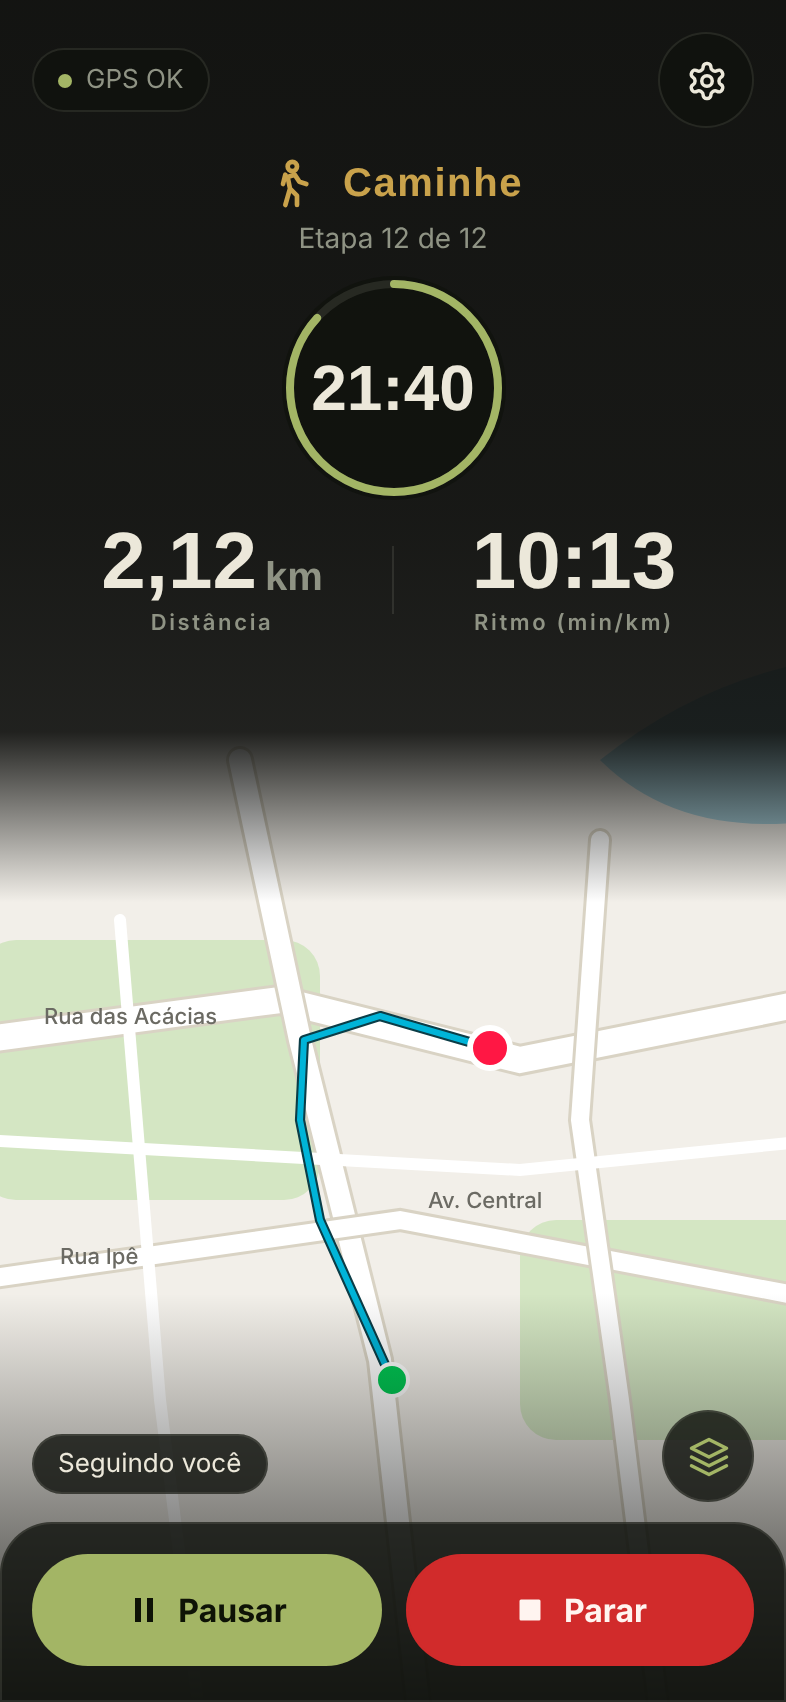 GPS OK
Caminhe
Etapa 12 de 12
21:40
2,12 km
Distância
10:13
Ritmo (min/km)
Rua das Acácias
Av. Central
Rua Ipê
Seguindo você
Pausar
Parar